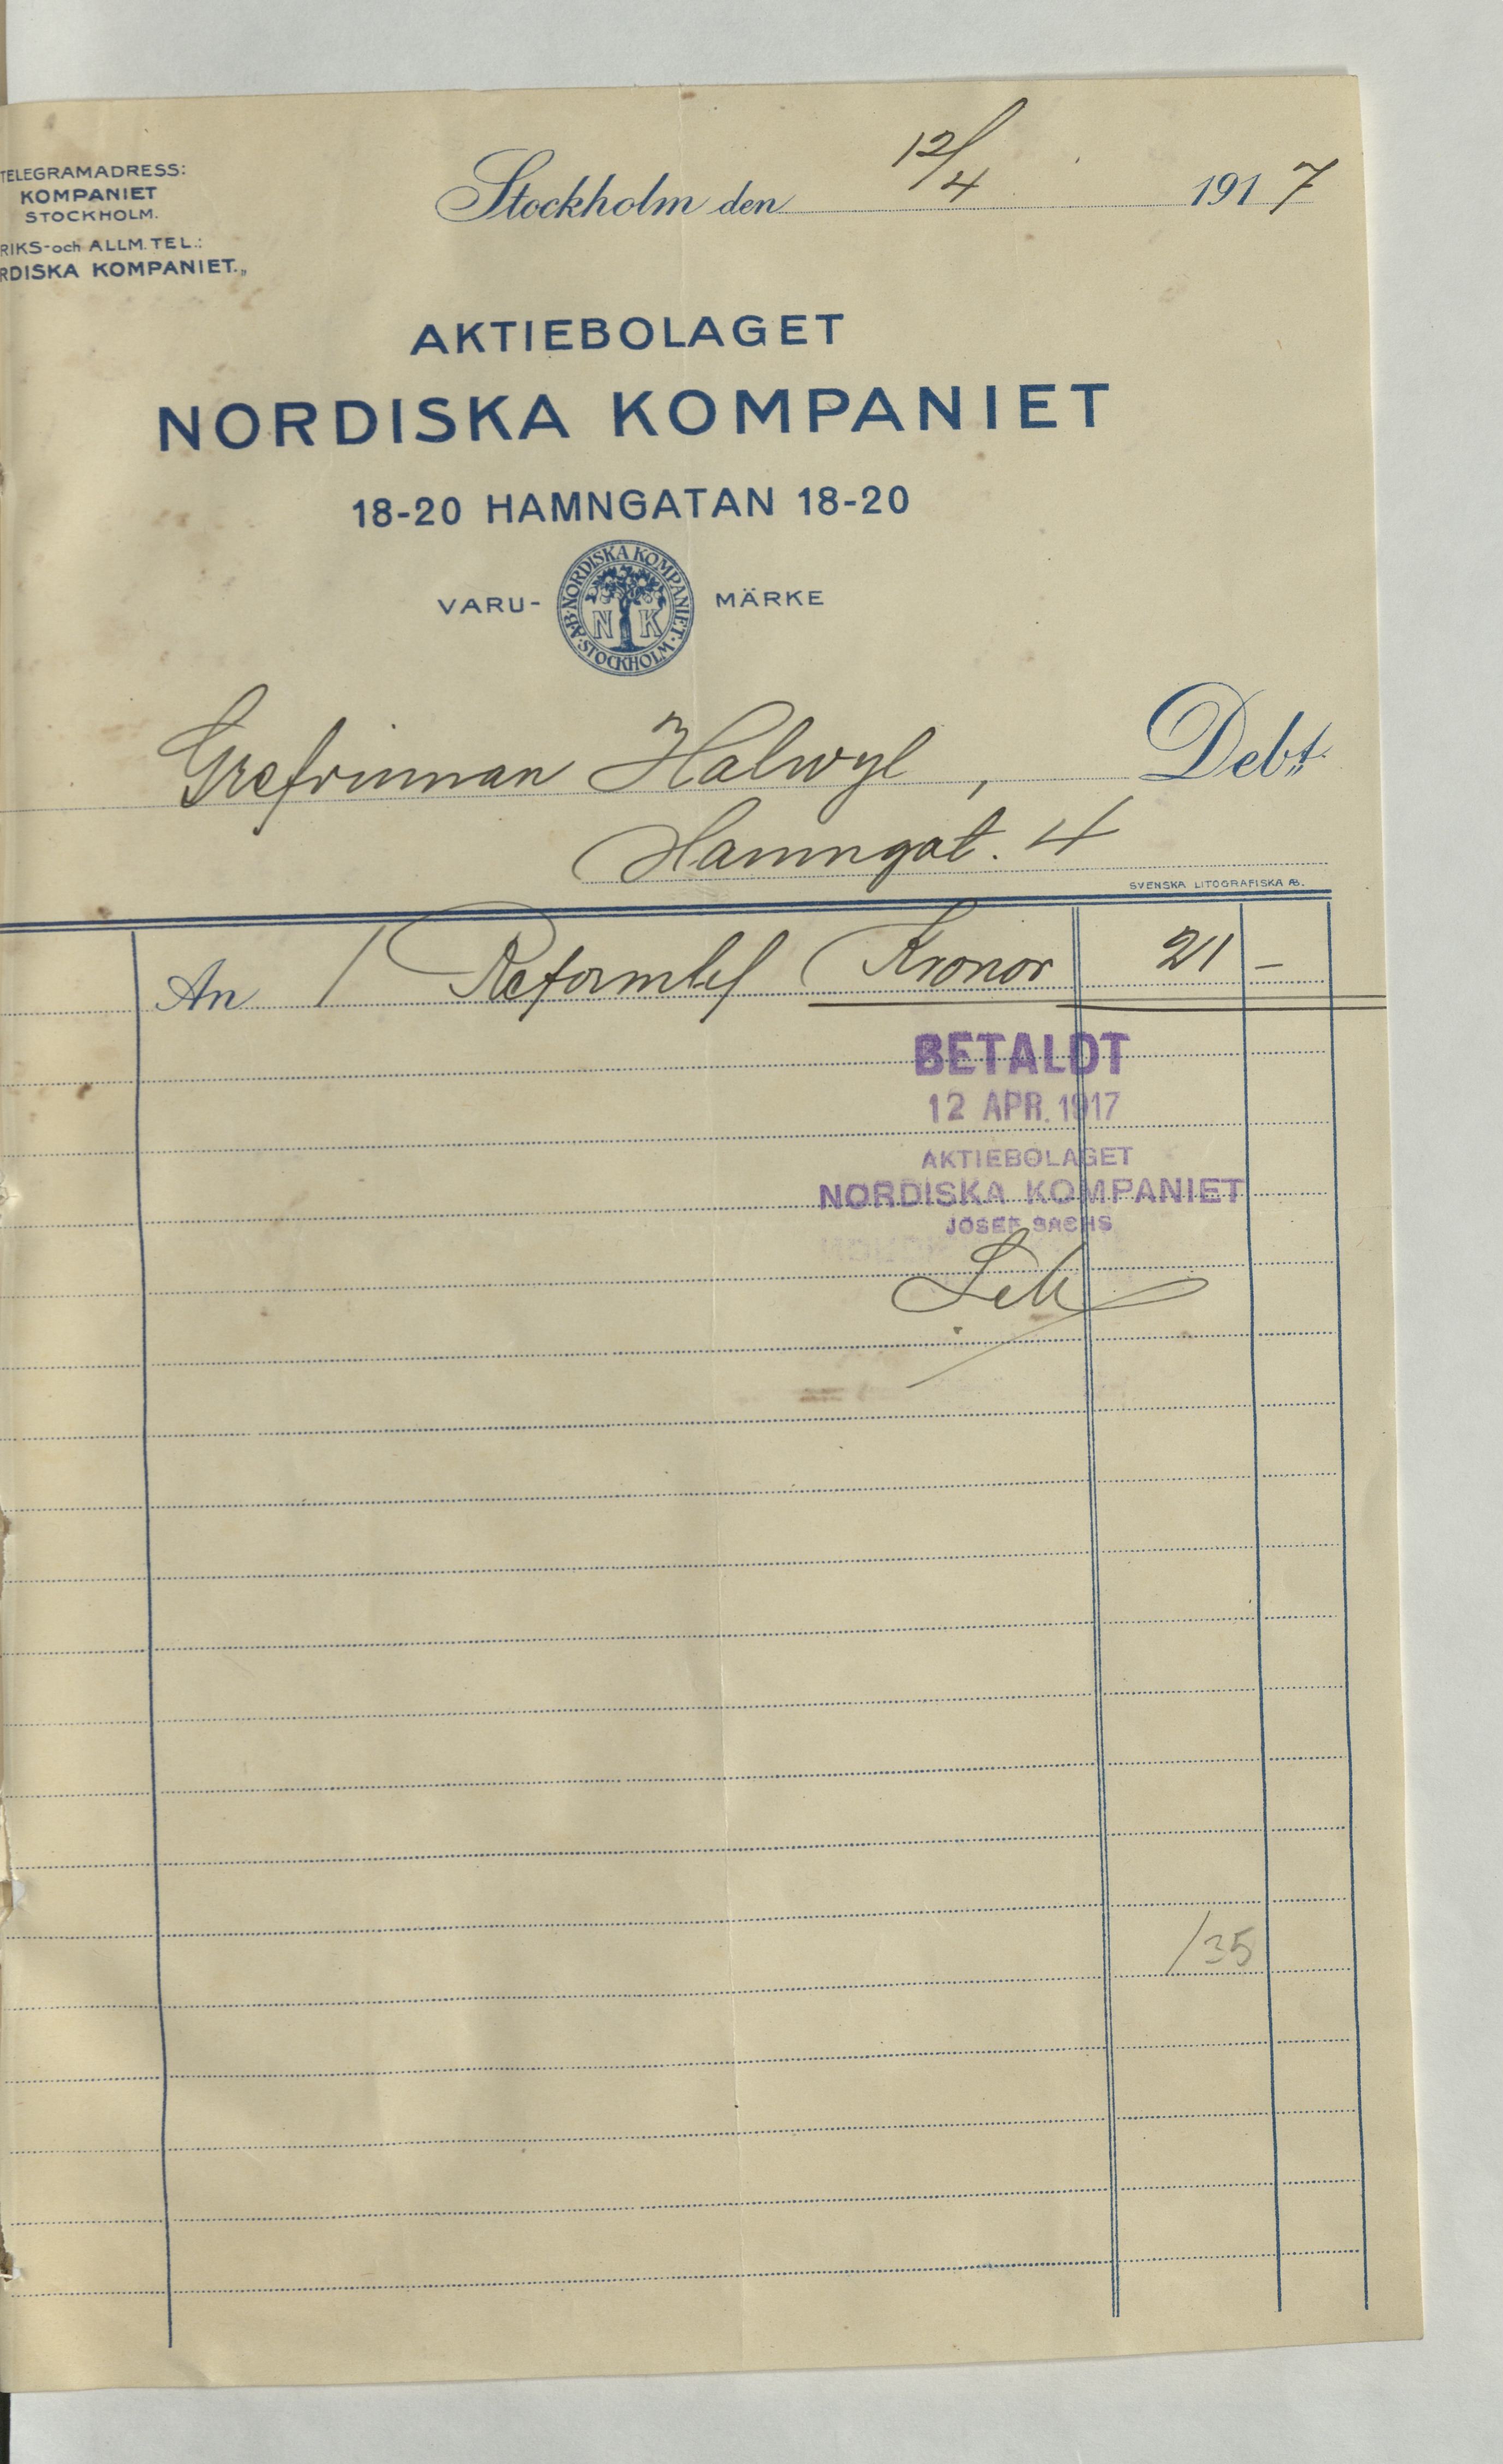 TELEGRAMADRESS:
KOMPANIET
STOCKHOLM.
RIKS-och ALLM. TEL.:
RDISKA KOMPANIET.„
Stockholm den 12/4 1917
AKTIEBOLAGET
NORDISKA KOMPANIET
18-20 HAMNGATAN 18-20
VARU- MÄRKE
A.B. NORDISKA KOMPANIET. STOCKHOLM
N K
Grefvinnan Halwyl, Debt
Hamngat. 4
SVENSKA LITOGRAFISKA AB.
An 1 Kronor 21 –
BETALDT
12 APR. 1917
AKTIEBOLAGET
NORDISKA KOMPANIET
JOSEF SACHS
/35